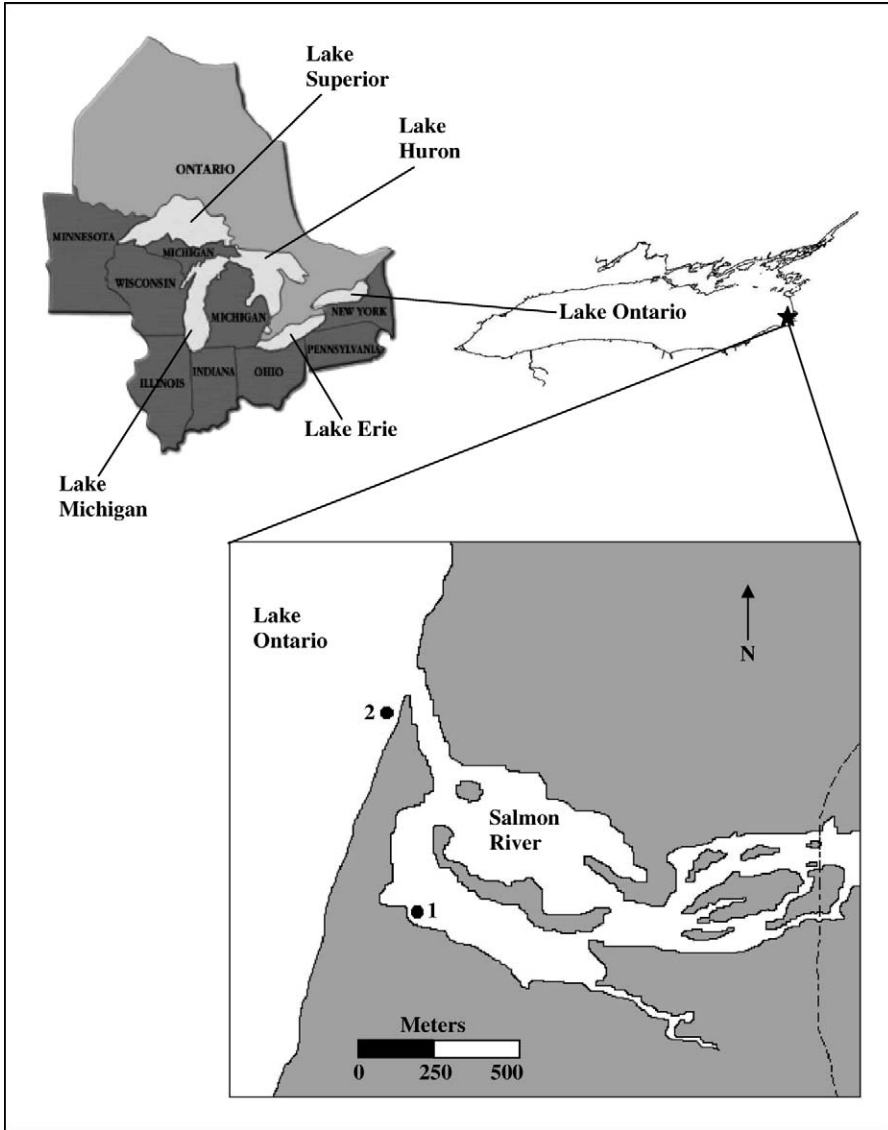 Lake
Superior
Lake
Huron
ONTARIO
MINNESOTA
MICHIGAN
WISCONSIN
MICHIGAN
NEW YORK
Lake Ontario
PENNSYLVANIA
ILLINOIS
INDIANA
OHIO
Lake Erie
Lake
Michigan
Lake
Ontario
N
2
Salmon
River
1
Meters
0 250 500